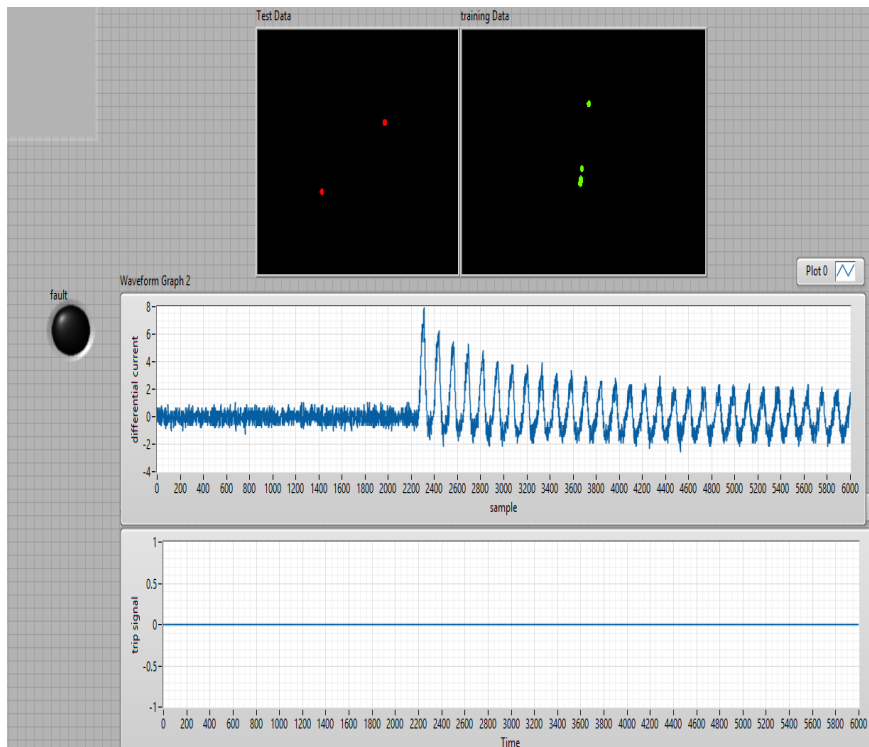 Test Data
training Data
Plot 0
Waveform Graph 2
fault
differential current
8
6
4
2
0
-2
-4
0 200 400 600 800 1000 1200 1400 1600 1800 2000 2200 2400 2600 2800 3000 3200 3400 3600 3800 4000 4200 4400 4600 4800 5000 5200 5400 5600 5800 6000
sample
trip signal
1
0.5
0
-0.5
-1
0 200 400 600 800 1000 1200 1400 1600 1800 2000 2200 2400 2600 2800 3000 3200 3400 3600 3800 4000 4200 4400 4600 4800 5000 5200 5400 5600 5800 6000
Time